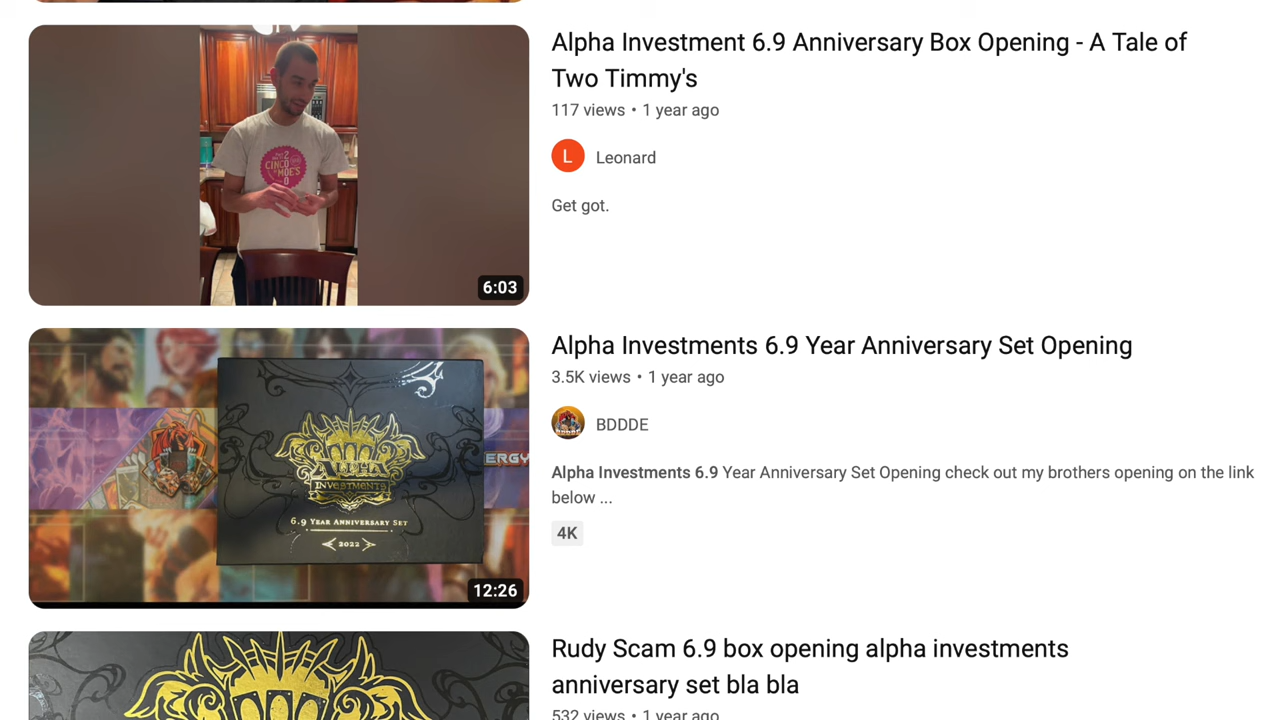 Alpha Investment 6.9 Anniversary Box Opening - A Tale of
Two Timmy's
117 views • 1 year ago
L
Leonard
Get got.
CINCO
MOE'S
6:03
Alpha Investments 6.9 Year Anniversary Set Opening
3.5K views • 1 year ago
BDDDE
Alpha Investments 6.9 Year Anniversary Set Opening check out my brothers opening on the link
below ...
4K
ERGY
ALPHA
INVESTMENTS
6.9 YEAR ANNIVERSARY SET
2022
12:26
Rudy Scam 6.9 box opening alpha investments
anniversary set bla bla
532 views • 1 year ago